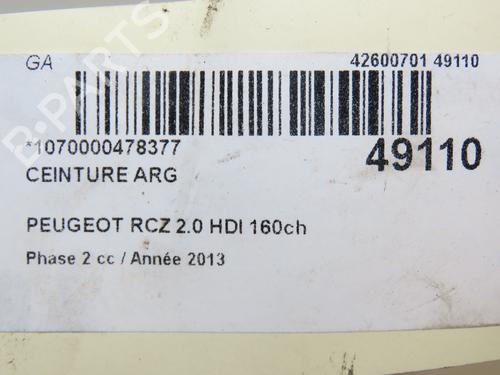 GA 42600701 49110
*1070000478377 49110
CEINTURE ARG
PEUGEOT RCZ 2.0 HDI 160ch
Phase 2 cc / Année 2013
B-PARTS